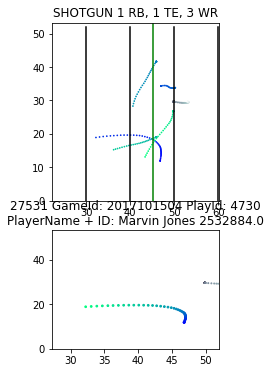 SHOTGUN 1 RB, 1 TE, 3 WR
50
40
30
20
10
0
30 40 50 60
27531 GameId: 2017101504 PlayId: 4730
PlayerName + ID: Marvin Jones 2532884.0
40
20
0
30 35 40 45 50